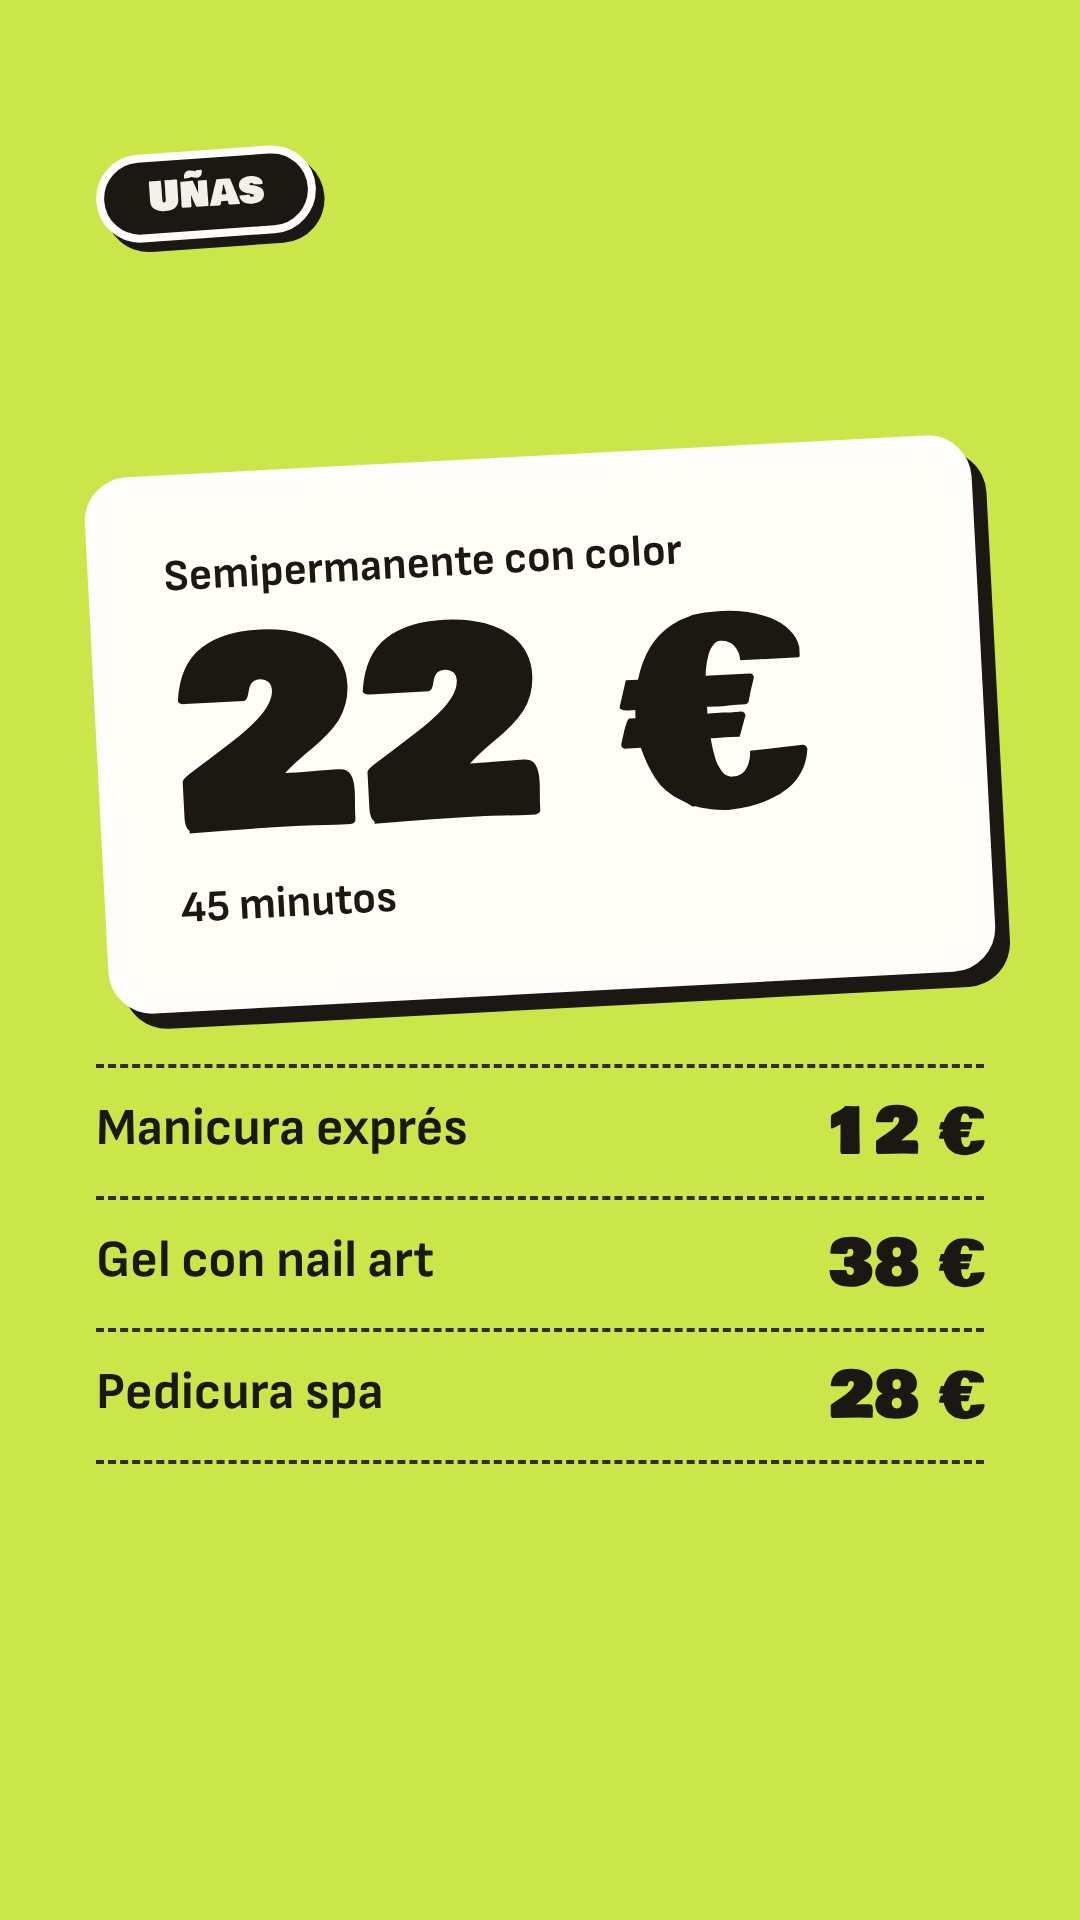 UÑAS
Semipermanente con color
22 €
45 minutos
Manicura exprés 12 €
Gel con nail art 38 €
Pedicura spa 28 €